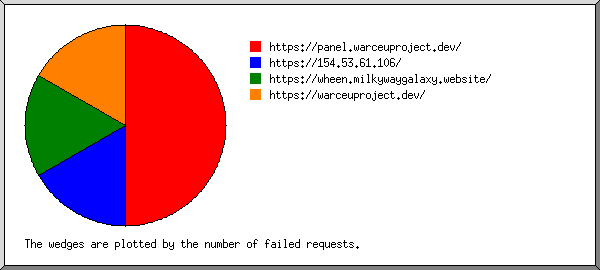 https://panel.warceuproject.dev/
https://154.53.61.106/
https://wheen.milkywaygalaxy.website/
https://warceuproject.dev/
The wedges are plotted by the number of failed requests.